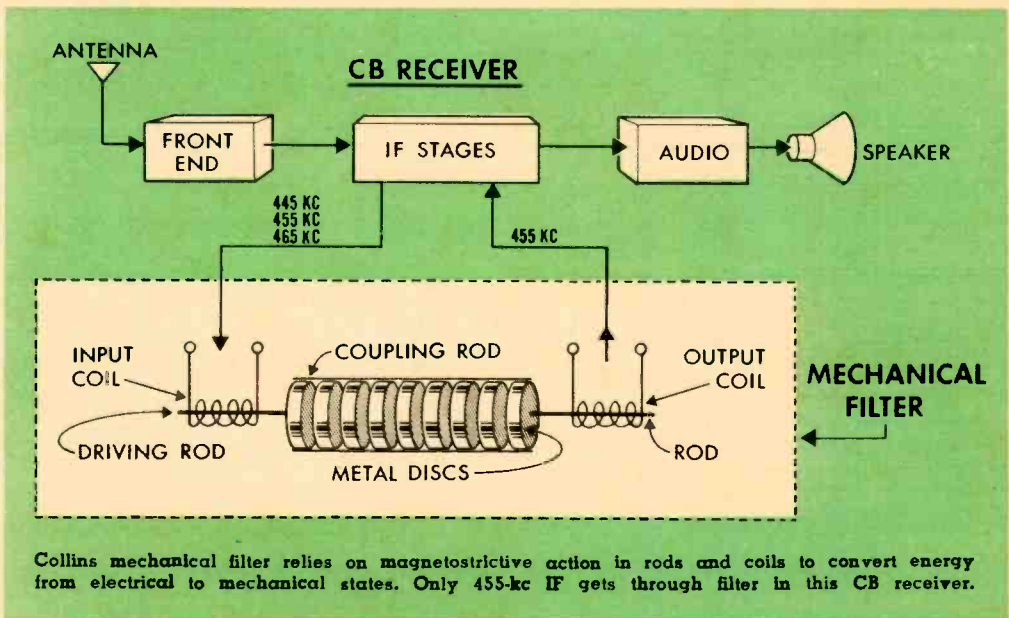 ANTENNA
CB RECEIVER
FRONT
END
IF STAGES
AUDIO
SPEAKER
445 KC
455 KC
465 KC
455 KC
INPUT
COIL
COUPLING ROD
OUTPUT
COIL
MECHANICAL
FILTER
DRIVING ROD
METAL DISCS
ROD
Collins mechanical filter relies on magnetostrictive action in rods and coils to convert energy
from electrical to mechanical states. Only 455-kc IF gets through filter in this CB receiver.